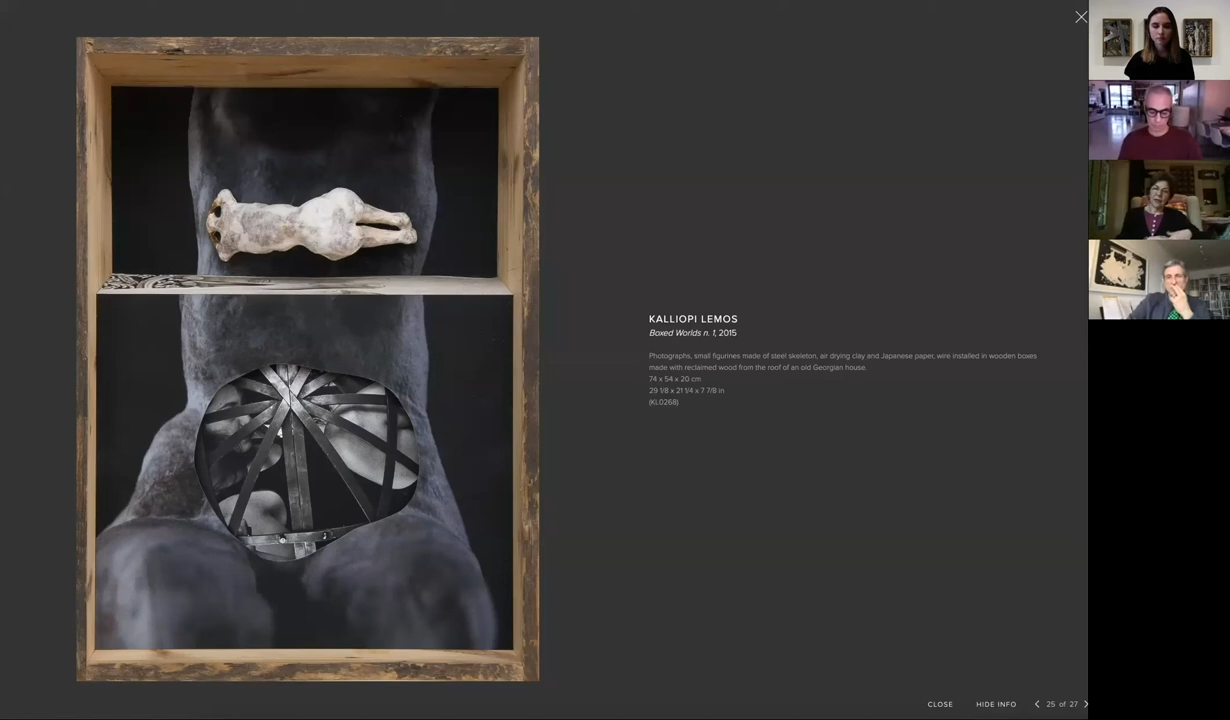 KALLIOPI LEMOS
Boxed Worlds n. 1, 2015
Photographs, small figurines made of steel skeleton, air drying clay and Japanese paper, wire installed in wooden boxes
made with reclaimed wood from the roof of an old Georgian house.
74 x 54 x 20 cm
29 1/8 x 21 1/4 x 7 7/8 in
(KL0268)
CLOSE HIDE INFO 25 of 27